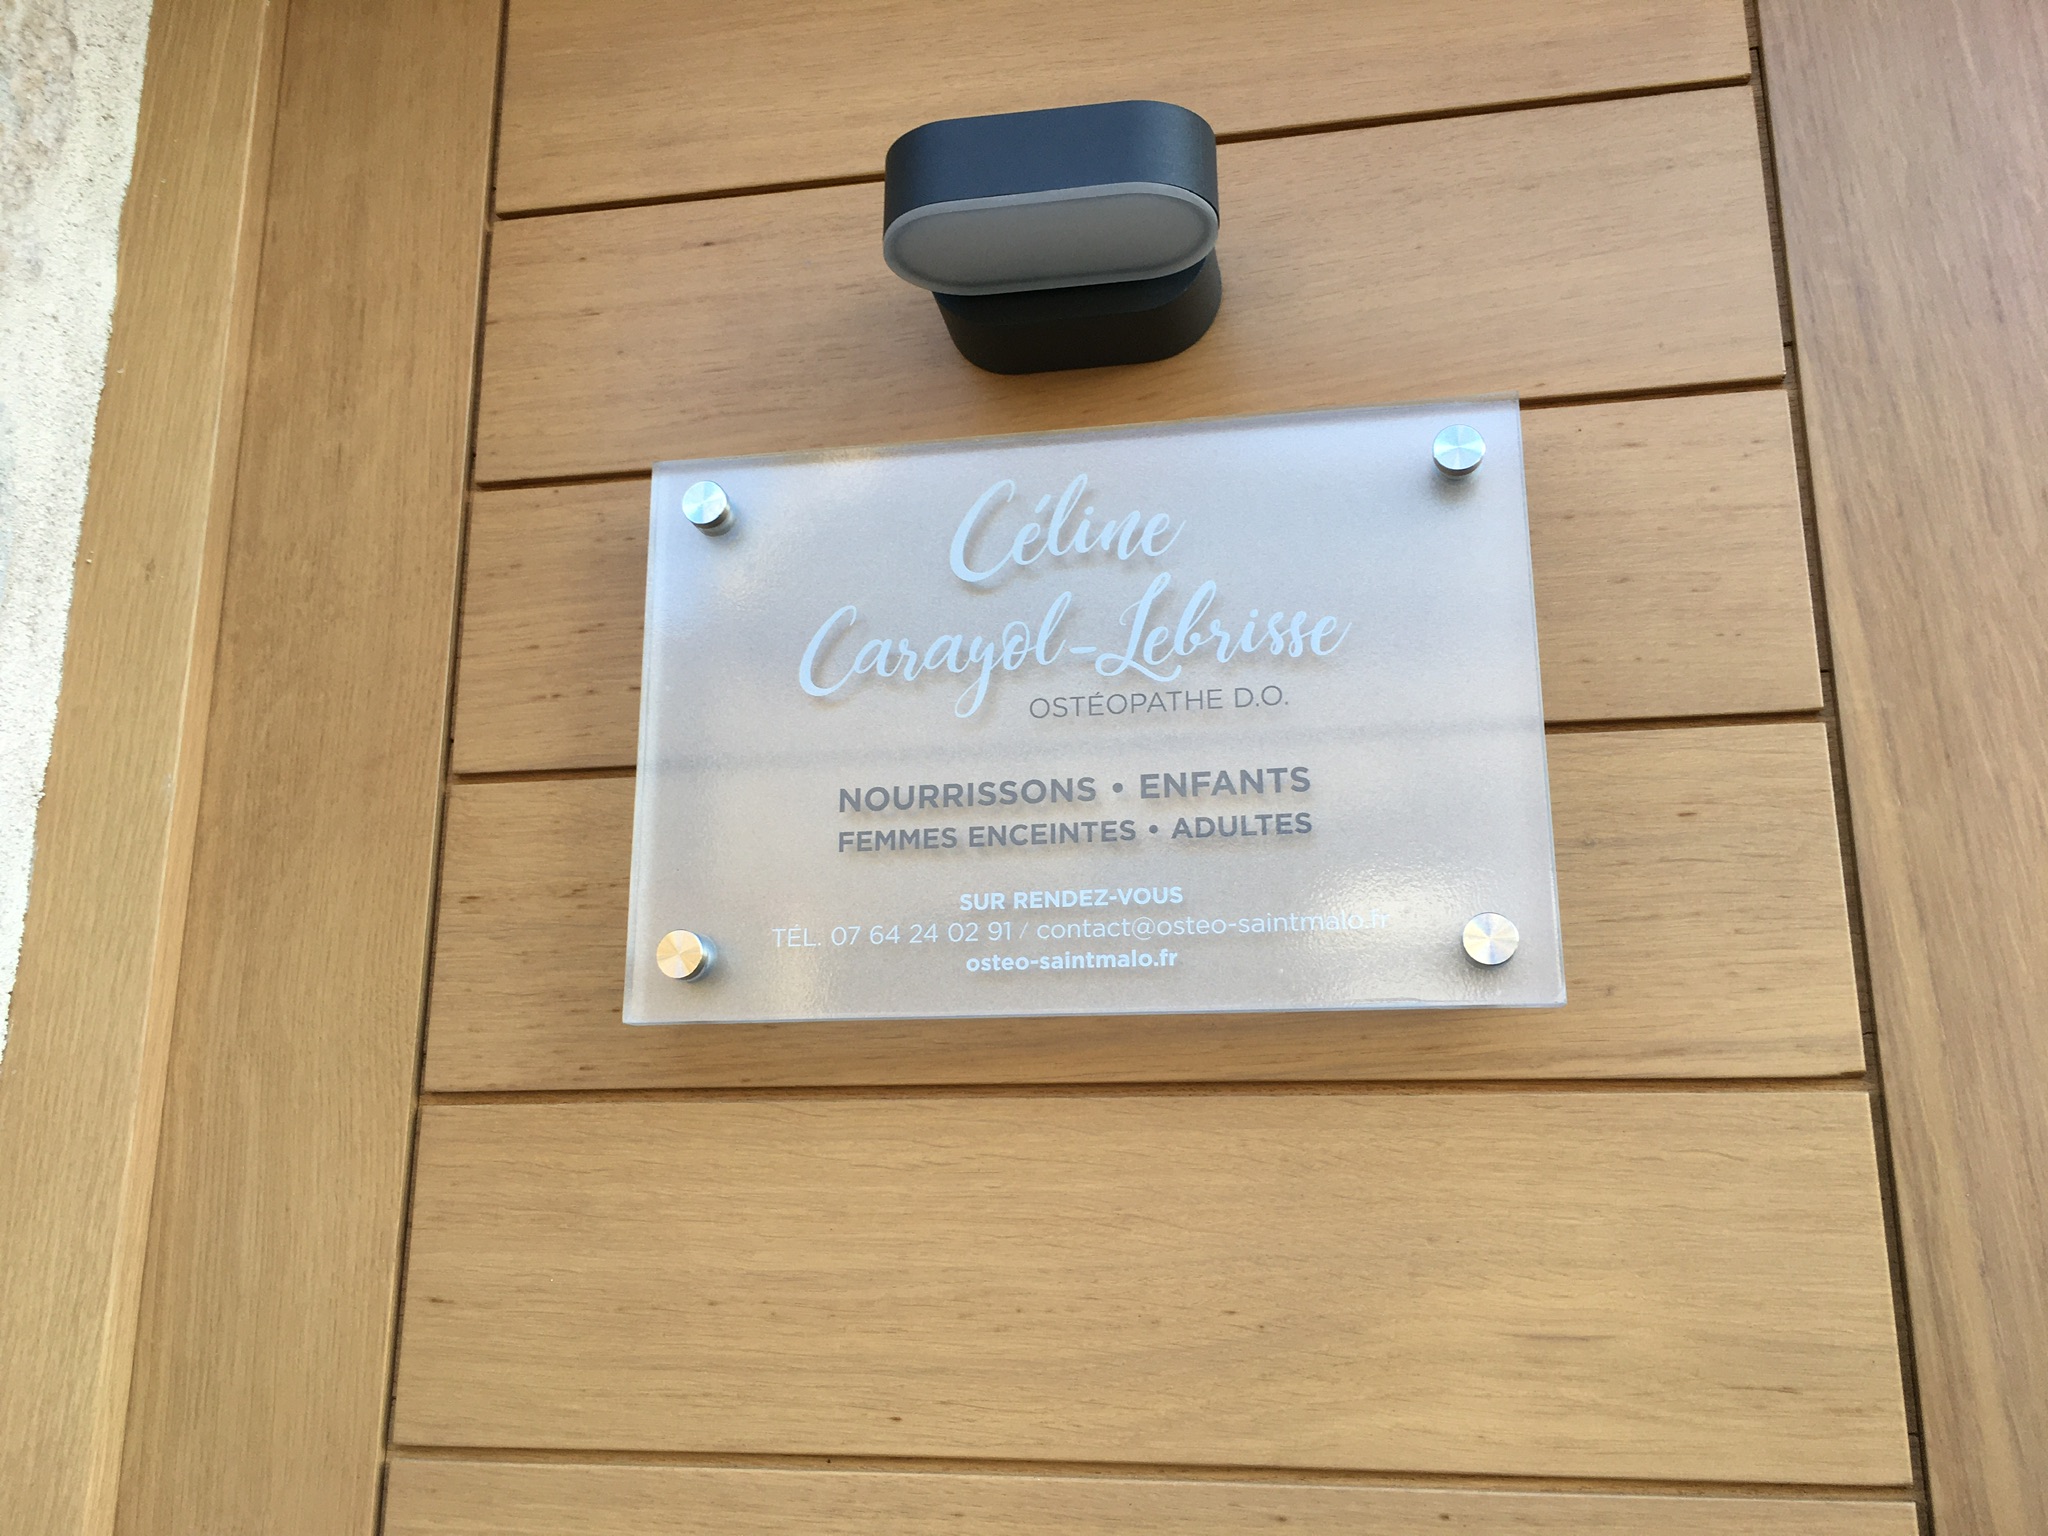 Céline
Carayol-Lebrisse
OSTÉOPATHE D.O.
NOURRISSONS • ENFANTS
FEMMES ENCEINTES • ADULTES
SUR RENDEZ-VOUS
TÉL. 07 64 24 02 91 / contact@osteo-saintmalo.fr
osteo-saintmalo.fr